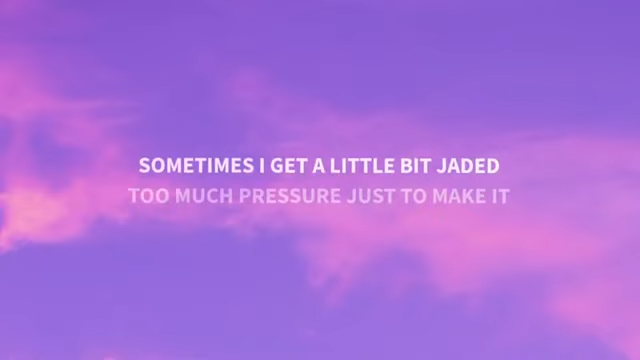 SOMETIMES I GET A LITTLE BIT JADED
TOO MUCH PRESSURE JUST TO MAKE IT